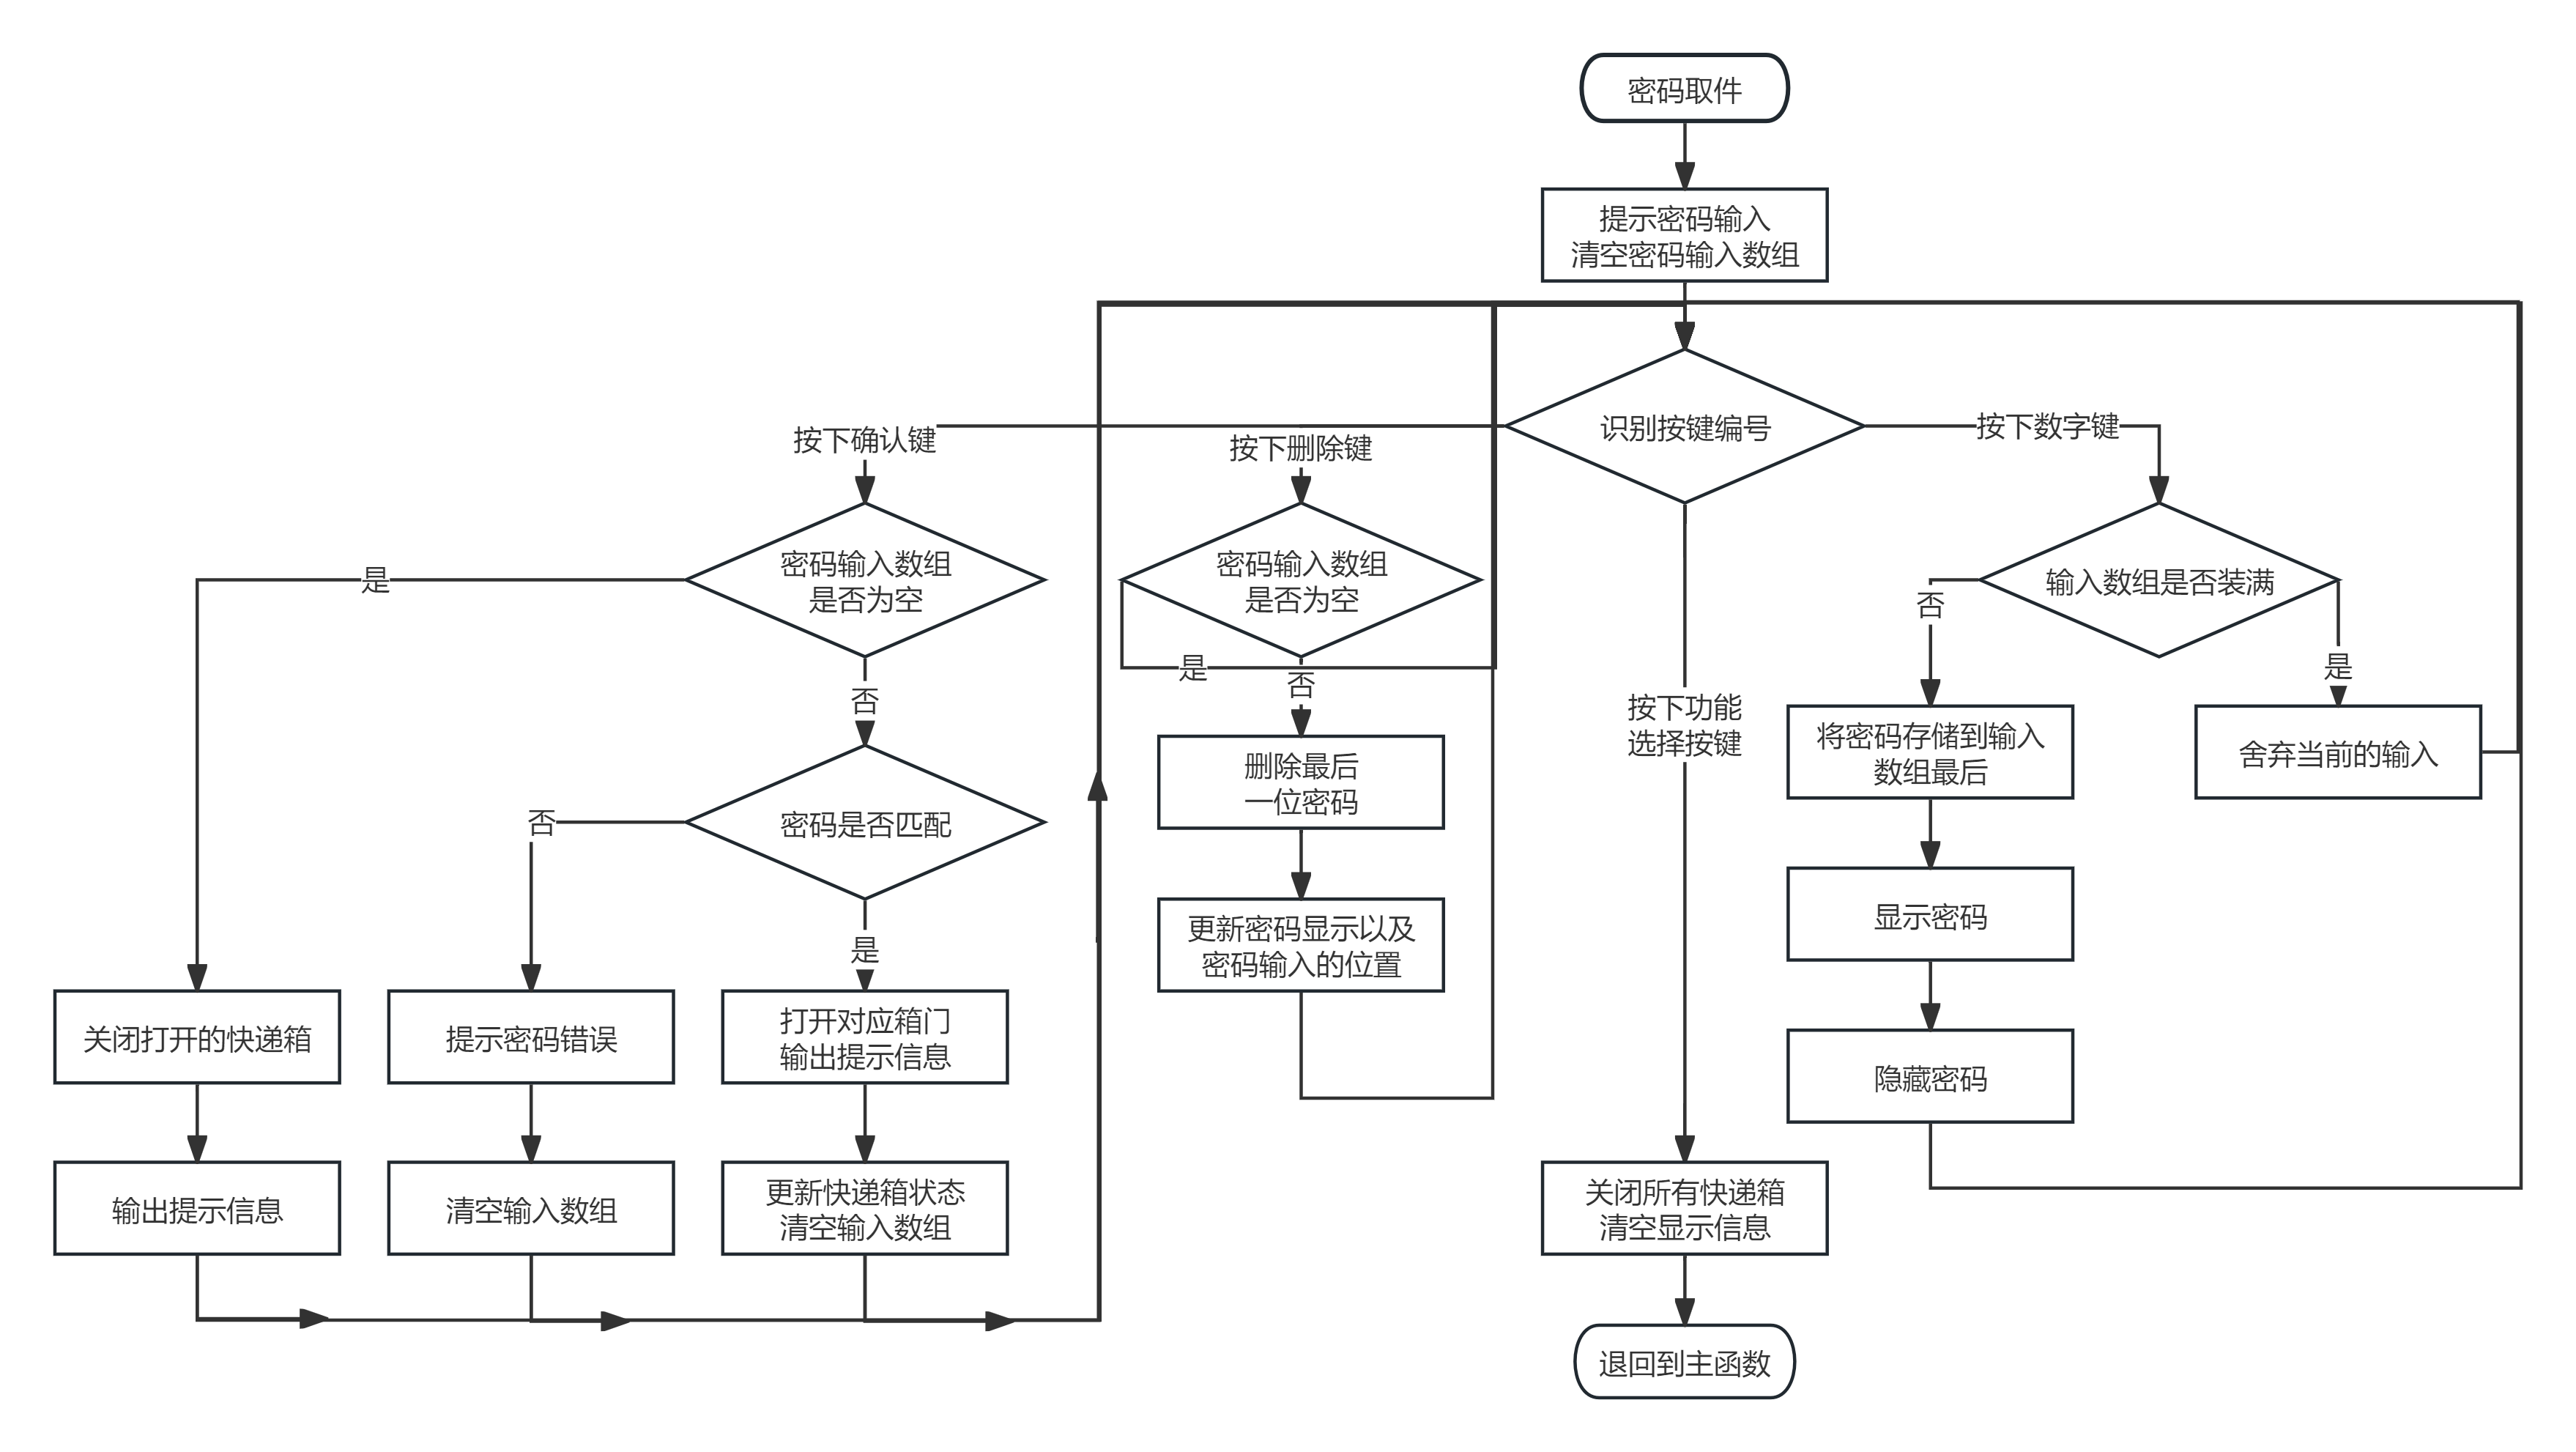 密码取件
提示密码输入
清空密码输入数组
识别按键编号
按下确认键
按下删除键
按下数字键
密码输入数组
是否为空
密码输入数组
是否为空
输入数组是否装满
是
否
是
否
否
是
按下功能
选择按键
将密码存储到输入
数组最后
舍弃当前的输入
删除最后
一位密码
密码是否匹配
否
是
显示密码
更新密码显示以及
密码输入的位置
关闭打开的快递箱
提示密码错误
打开对应箱门
输出提示信息
隐藏密码
输出提示信息
清空输入数组
更新快递箱状态
清空输入数组
关闭所有快递箱
清空显示信息
退回到主函数